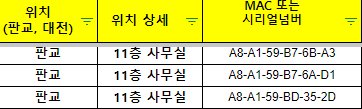 위치
(판교, 대전)
위치 상세
MAC 또는
시리얼넘버
판교 11층 사무실 A8-A1-59-B7-6B-A3
판교 11층 사무실 A8-A1-59-B7-6A-D1
판교 11층 사무실 A8-A1-59-BD-35-2D